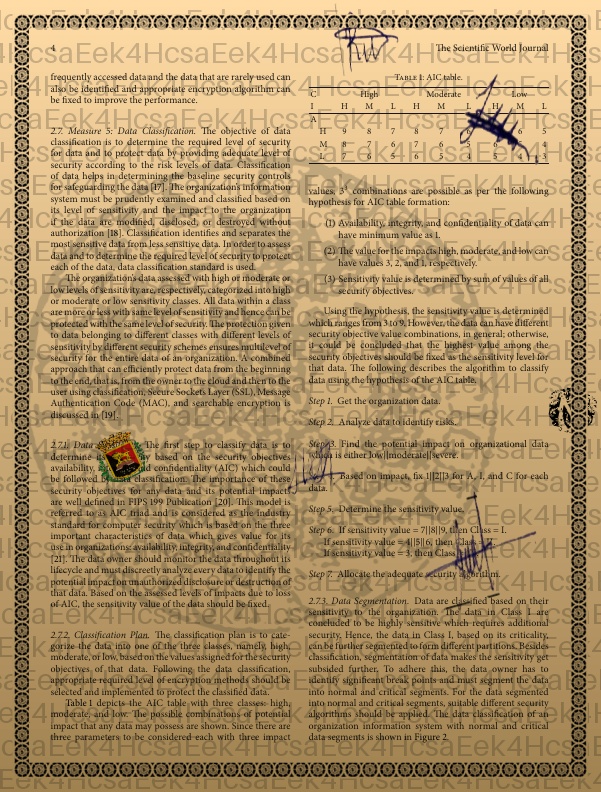 4
The Scientific World Journal
frequently accessed data and the data that are rarely used can
also be identified and appropriate encryption algorithm can
be fixed to improve the performance.
2.7. Measure 5: Data Classification. The objective of data
classification is to determine the required level of security
for data and to protect data by providing adequate level of
security according to the risk levels of data. Classification
of data helps in determining the baseline security controls
for safeguarding the data [17]. The organization's information
system must be prudently examined and classified based on
its level of sensitivity and the impact to the organization
if the data are modified, disclosed, or destroyed without
authorization [18]. Classification identifies and separates the
most sensitive data from less sensitive data. In order to assess
data and to determine the required level of security to protect
each of the data, data classification standard is used.
The organizations data assessed with high or moderate or
low levels of sensitivity are, respectively, categorized into high
or moderate or low sensitivity classes. All data within a class
are more or less with same level of sensitivity and hence can be
protected with the same level of security. The protection given
to data belonging to different classes with different levels of
sensitivity by different security schemes ensures multilevel of
security for the entire data of an organization. A combined
approach that can efficiently protect data from the beginning
to the end, that is, from the owner to the cloud and then to the
user using classification, Secure Sockets Layer (SSL), Message
Authentication Code (MAC), and searchable encryption is
discussed in [19].
2.7.1. Data The first step to classify data is to
determine based on the security objectives
availability, confidentiality (AIC) which could
be followed classification. The importance of these
security objectives for any data and its potential impacts
are well defined in FIPS 199 Publication [20]. This model is
referred to as AIC triad and is considered as the industry
standard for computer security which is based on the three
important characteristics of data which gives value for its
use in organizations: availability, integrity, and confidentiality
[21]. The data owner should monitor the data throughout its
lifecycle and must discreetly analyze every data to identify the
potential impact on unauthorized disclosure or destruction of
that data. Based on the assessed levels of impacts due to loss
of AIC, the sensitivity value of the data should be fixed.
2.7.2. Classification Plan. The classification plan is to cate-
gorize the data into one of the three classes, namely, high,
moderate, or low, based on the values assigned for the security
objectives of that data. Following the data classification,
appropriate required level of encryption methods should be
selected and implemented to protect the classified data.
Table 1 depicts the AIC table with three classes: high,
moderate, and low. The possible combinations of potential
impact that any data may possess are shown. Since there are
three parameters to be considered each with three impact
Table 1: AIC table.
C High Moderate Low
I H M L H M L H M L
A
H 9 8 7 8 7 6 6 5
M 8 7 6 7 6 5 4
L 7 6 5 6 5 4 5 4 3
values, 3³ combinations are possible as per the following
hypothesis for AIC table formation:
(1) Availability, integrity, and confidentiality of data can
have minimum value as 1.
(2) The value for the impacts high, moderate, and low can
have values 3, 2, and 1, respectively.
(3) Sensitivity value is determined by sum of values of all
security objectives.
Using the hypothesis, the sensitivity value is determined
which ranges from 3 to 9. However, the data can have different
security objective value combinations, in general; otherwise,
it could be concluded that the highest value among the
security objectives should be fixed as the sensitivity level for
that data. The following describes the algorithm to classify
data using the hypothesis of the AIC table.
Step 1. Get the organization data.
Step 2. Analyze data to identify risks.
Step 3. Find the potential impact on organizational data
which is either low||moderate||severe.
Based on impact, fix 1||2||3 for A, I, and C for each
data.
Step 5. Determine the sensitivity value.
Step 6. If sensitivity value = 7||8||9, then Class = 1.
If sensitivity value = 4||5||6, then Class
If sensitivity value = 3, then Class
Step 7. Allocate the adequate security algorithm.
2.7.3. Data Segmentation. Data are classified based on their
sensitivity to the organization. The data in Class 1 are
concluded to be highly sensitive which requires additional
security. Hence, the data in Class 1, based on its criticality,
can be further segmented to form different partitions. Besides
classification, segmentation of data makes the sensitivity get
subsided further. To adhere this, the data owner has to
identify significant break points and must segment the data
into normal and critical segments. For the data segmented
into normal and critical segments, suitable different security
algorithms should be applied. The data classification of an
organization information system with normal and critical
data segments is shown in Figure 2.